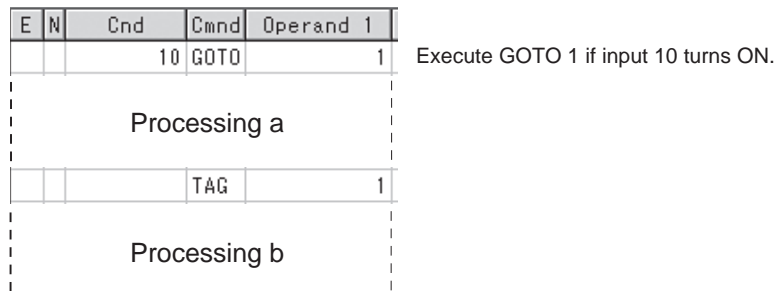 E N Cnd Cmnd Operand 1
10 GOTO 1 Execute GOTO 1 if input 10 turns ON.
Processing a
TAG 1
Processing b